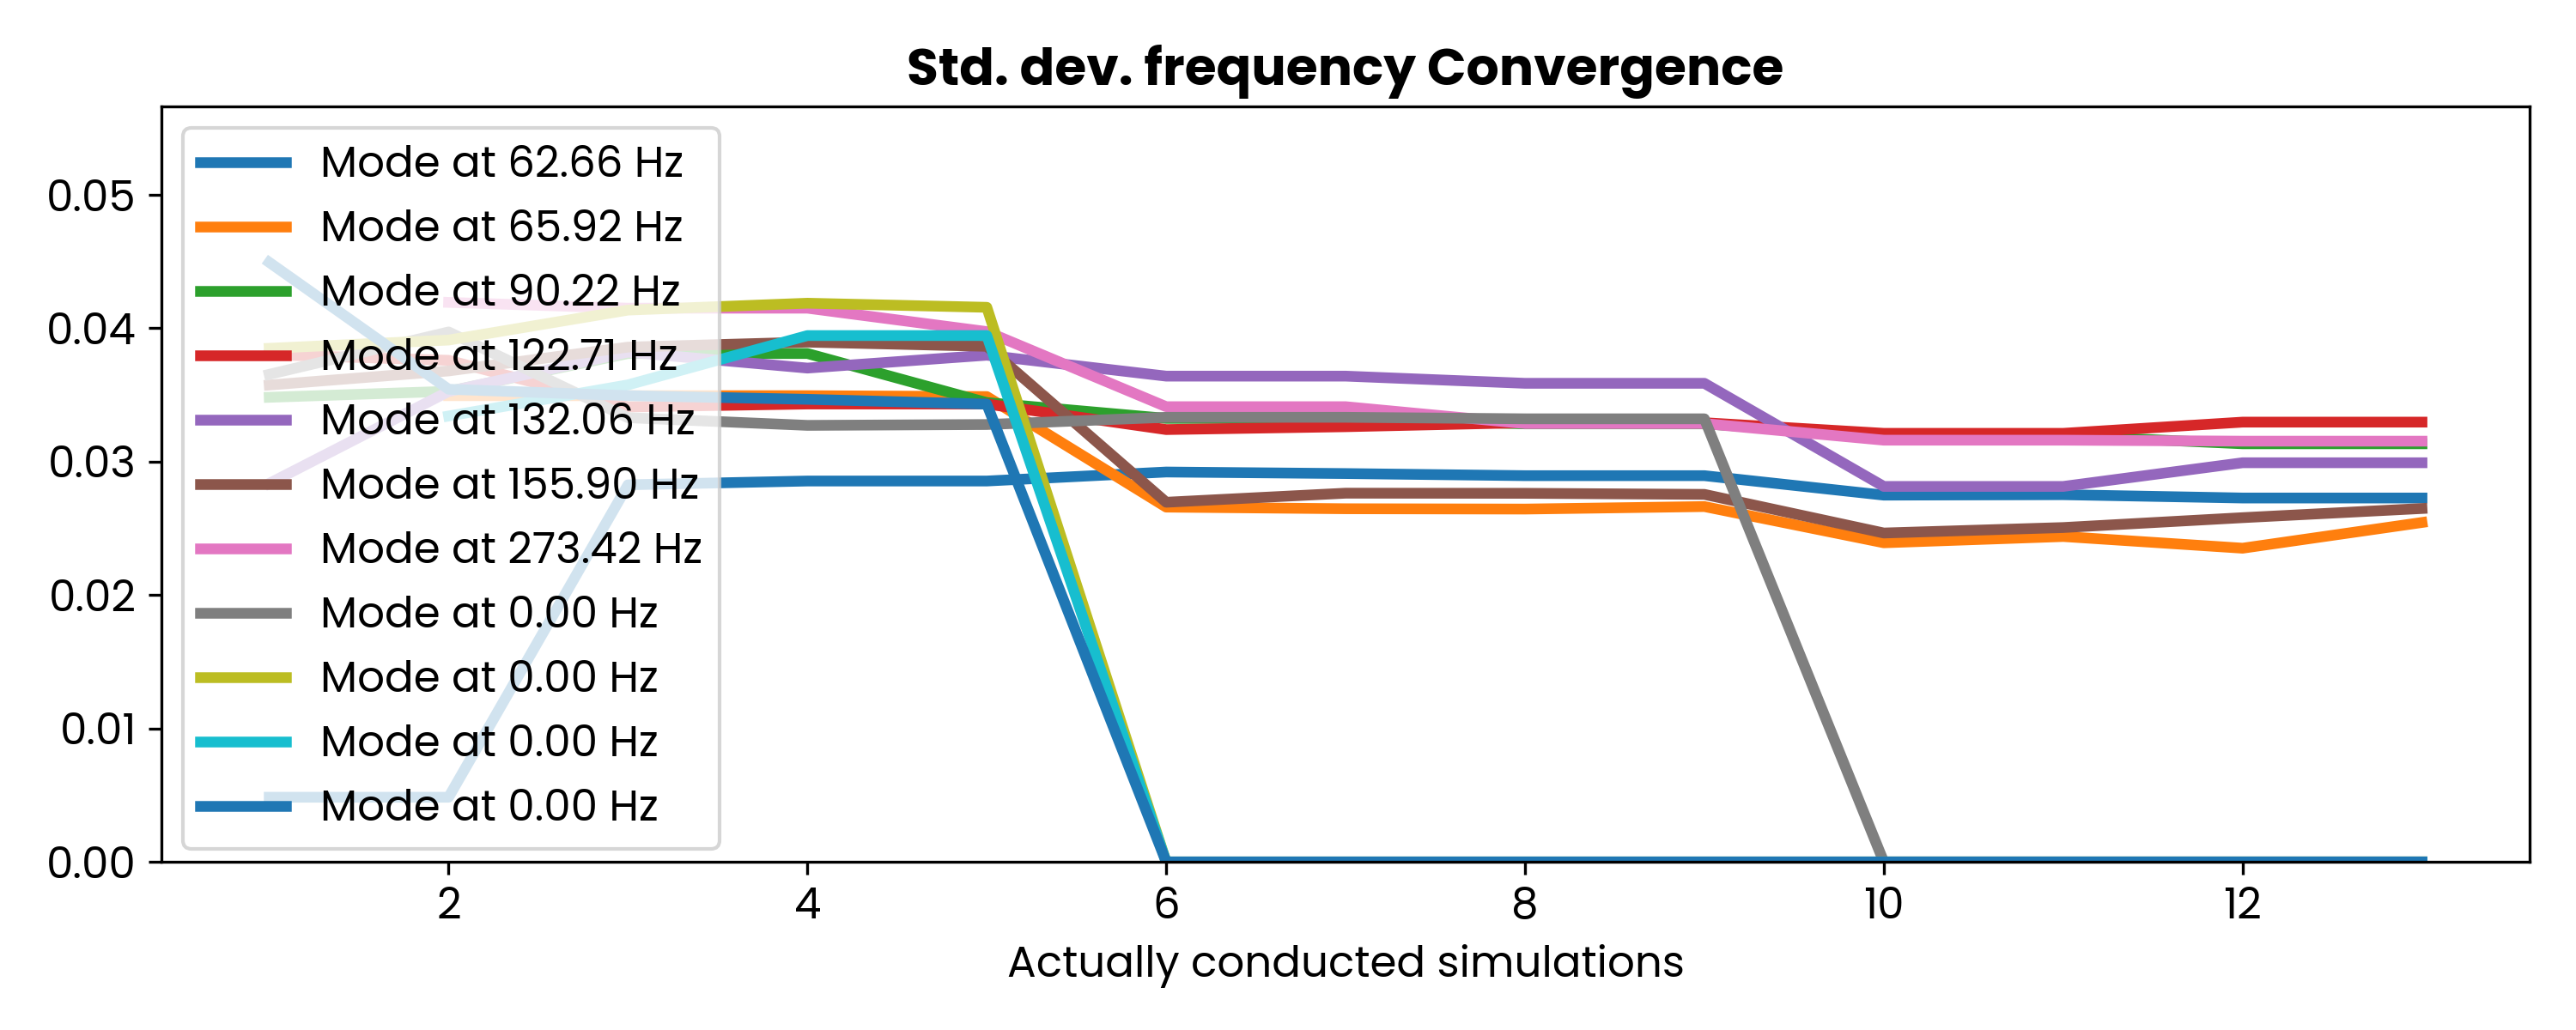 Std. dev. frequency Convergence
Mode at 62.66 Hz
Mode at 65.92 Hz
Mode at 90.22 Hz
Mode at 122.71 Hz
Mode at 132.06 Hz
Mode at 155.90 Hz
Mode at 273.42 Hz
Mode at 0.00 Hz
Mode at 0.00 Hz
Mode at 0.00 Hz
Mode at 0.00 Hz
0.05
0.04
0.03
0.02
0.01
0.00
2 4 6 8 10 12
Actually conducted simulations